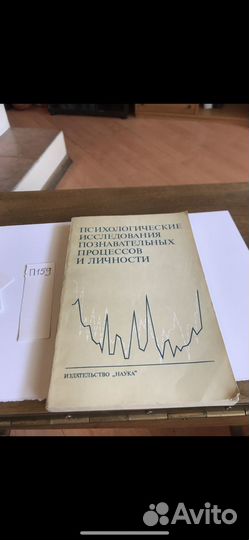 ПСИХОЛОГИЧЕСКИЕ
ИССЛЕДОВАНИЯ
ПОЗНАВАТЕЛЬНЫХ
ПРОЦЕССОВ
И ЛИЧНОСТИ
П159
ИЗДАТЕЛЬСТВО „НАУКА"
Avito